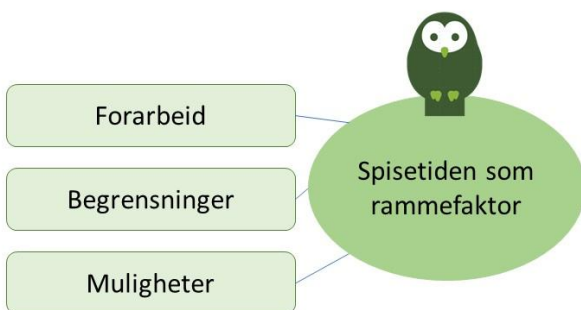 Forarbeid
Begrensninger
Muligheter
Spisetiden som
rammefaktor